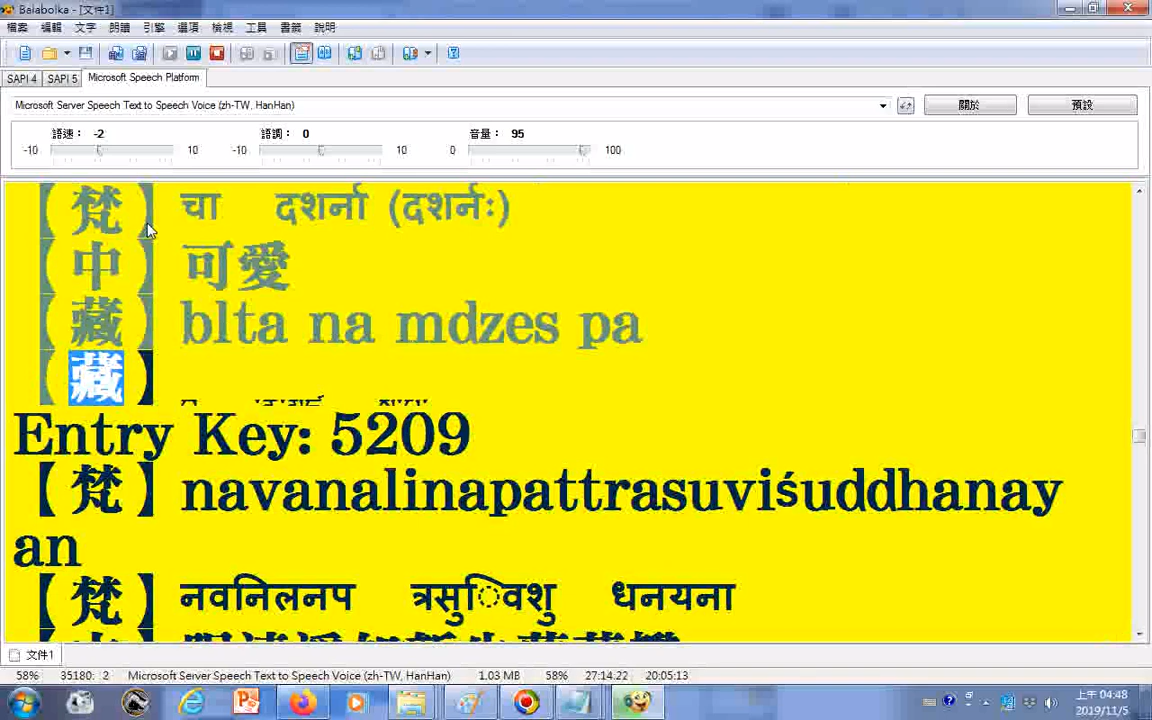 Balabolka - [文件1]
檔案 編輯 文字 朗讀 引擎 選項 檢視 工具 書籤 說明
SAPI 4 SAPI 5 Microsoft Speech Platform
Microsoft Server Speech Text to Speech Voice (zh-TW, HanHan) 關於 預設
語速： -2 語調： 0 音量： 95
-10 10 -10 10 0 100
【梵】चा दशर्ना (दशर्नः)
【中】可愛
【藏】blta na mdzes pa
【藏】
Entry Key: 5209
【梵】navanalinapattrasuviśuddhanay
an
【梵】नवनिलनप त्रसुिवशु धनयना
文件1
58% 35180: 2 Microsoft Server Speech Text to Speech Voice (zh-TW, HanHan) 1.03 MB 58% 27:14.22 20:05:13
上午 04:48
2019/11/5